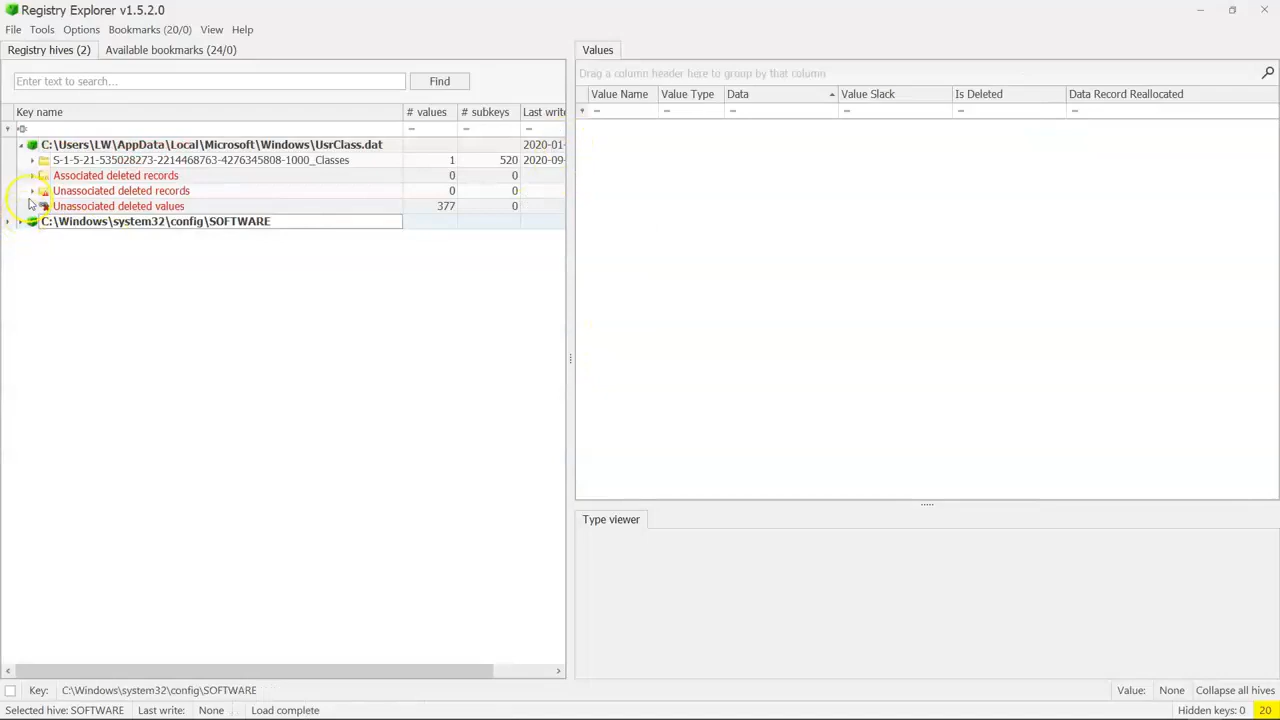 Registry Explorer v1.5.2.0
File Tools Options Bookmarks (20/0) View Help
Registry hives (2) Available bookmarks (24/0)
Enter text to search... Find
Key name # values # subkeys Last write
C:\Users\LW\AppData\Local\Microsoft\Windows\UsrClass.dat 2020-01-
S-1-5-21-535028273-2214468763-4276345808-1000_Classes 1 520 2020-09-
Associated deleted records 0 0
Unassociated deleted records 0 0
Unassociated deleted values 377 0
C:\Windows\system32\config\SOFTWARE
Values
Drag a column header here to group by that column
Value Name Value Type Data Value Slack Is Deleted Data Record Reallocated
Type viewer
Key: C:\Windows\system32\config\SOFTWARE Value: None Collapse all hives
Selected hive: SOFTWARE Last write: None Load complete Hidden keys: 0 20